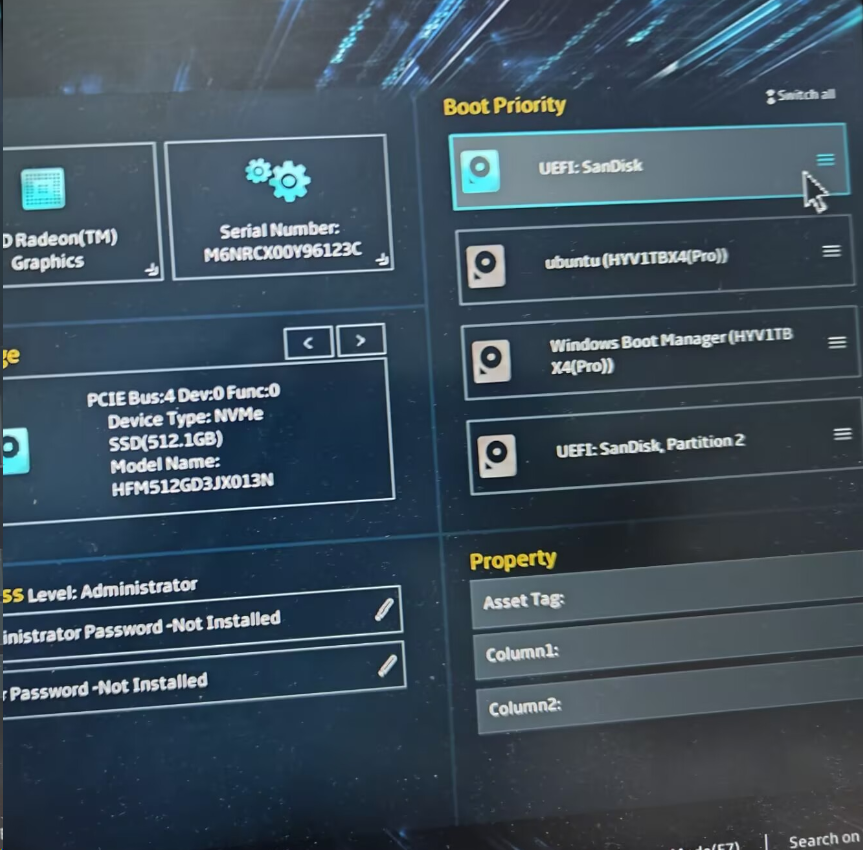 Boot Priority
Switch all
D Radeon(TM)
Graphics
Serial Number:
M6NRCX00Y96123C
UEFI: SanDisk
ubuntu (HYV1TBX4(Pro))
Windows Boot Manager (HYV1TB
X4(Pro))
UEFI: SanDisk, Partition 2
ge
< >
PCIE Bus:4 Dev:0 Func:0
Device Type: NVMe
SSD(512.1GB)
Model Name:
HFM512GD3JX013N
ss Level: Administrator
inistrator Password -Not Installed
r Password -Not Installed
Property
Asset Tag:
Column1:
Column2:
(F7) | Search on